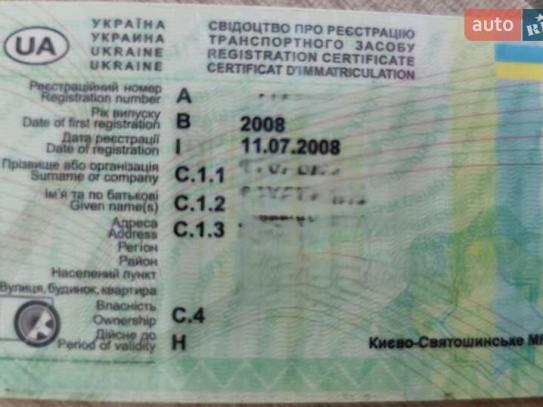 auto
UA
УКРАЇНА
УКРАИНА
UKRAINE
UKRAINE
СВІДОЦТВО ПРО РЕЄСТРАЦІЮ
ТРАНСПОРТНОГО ЗАСОБУ
REGISTRATION CERTIFICATE
CERTIFICAT D'IMMATRICULATION
Реєстраційний номер
Registration number A
Рік випуску
Date of first registration B 2008
Дата реєстрації
Date of registration I 11.07.2008
Прізвище або організація
Surname or company C.1.1
Ім'я та по батькові
Given name(s) C.1.2
Адреса
Address C.1.3
Регіон
Район
Населений пункт
Вулиця, будинок, квартира
Власність
Ownership C.4
Дійсне до
Period of validity H
Києво-Святошинське